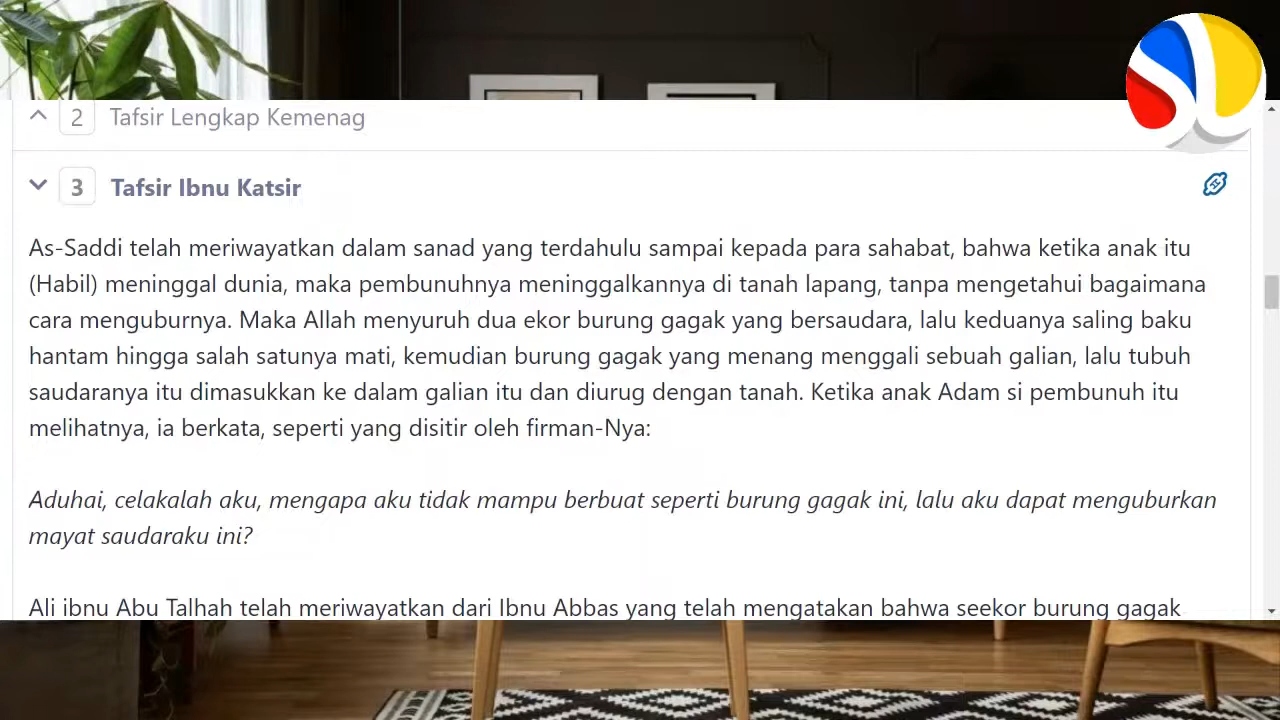 2 Tafsir Lengkap Kemenag
3 Tafsir Ibnu Katsir
As-Saddi telah meriwayatkan dalam sanad yang terdahulu sampai kepada para sahabat, bahwa ketika anak itu
(Habil) meninggal dunia, maka pembunuhnya meninggalkannya di tanah lapang, tanpa mengetahui bagaimana
cara menguburnya. Maka Allah menyuruh dua ekor burung gagak yang bersaudara, lalu keduanya saling baku
hantam hingga salah satunya mati, kemudian burung gagak yang menang menggali sebuah galian, lalu tubuh
saudaranya itu dimasukkan ke dalam galian itu dan diurug dengan tanah. Ketika anak Adam si pembunuh itu
melihatnya, ia berkata, seperti yang disitir oleh firman-Nya:
Aduhai, celakalah aku, mengapa aku tidak mampu berbuat seperti burung gagak ini, lalu aku dapat menguburkan
mayat saudaraku ini?
Ali ibnu Abu Talhah telah meriwayatkan dari Ibnu Abbas yang telah mengatakan bahwa seekor burung gagak